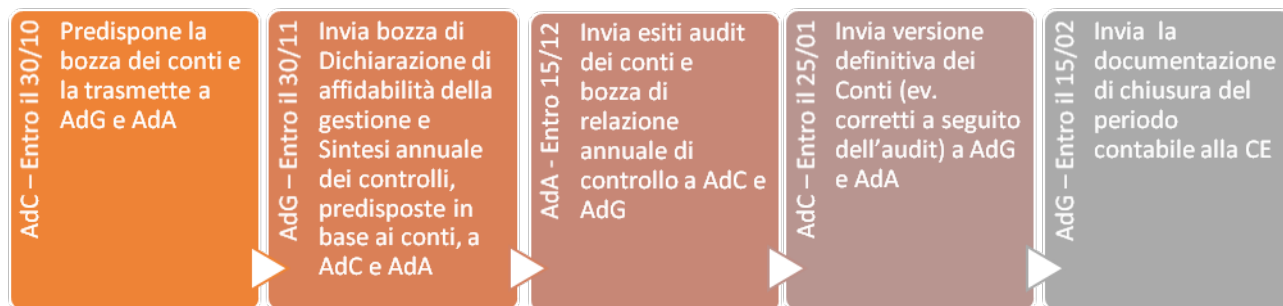 AdC – Entro il 30/10
Predispone la
bozza dei conti e
la trasmette a
AdG e AdA
AdG – Entro il 30/11
Invia bozza di
Dichiarazione di
affidabilità della
gestione e
Sintesi annuale
dei controlli,
predisposte in
base ai conti, a
AdC e AdA
AdA - Entro 15/12
Invia esiti audit
dei conti e
bozza di
relazione
annuale di
controllo a AdC e
AdG
AdC – Entro il 25/01
Invia versione
definitiva dei
Conti (ev.
corretti a seguito
dell'audit) a AdG
e AdA
AdG – Entro il 15/02
Invia la
documentazione
di chiusura del
periodo
contabile alla CE